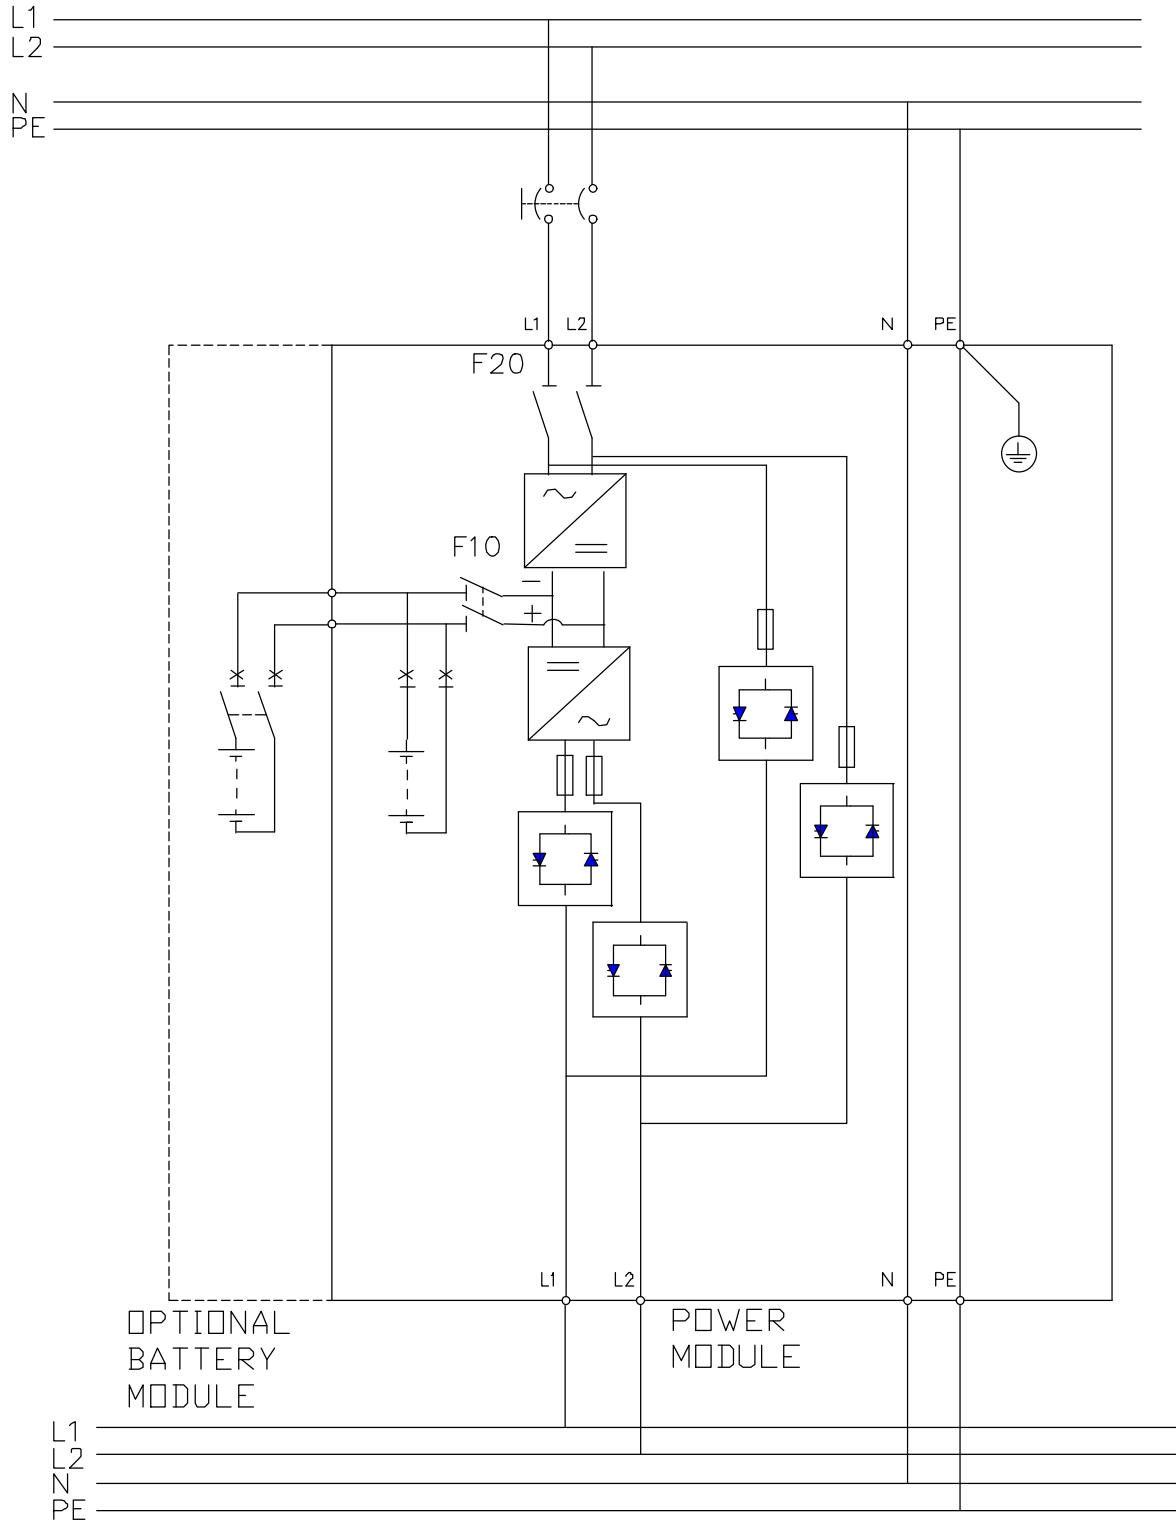 L1
L2
N
PE
L1 L2 N PE
F20
F10
−
+
L1 L2 N PE
OPTIONAL
BATTERY
MODULE
POWER
MODULE
L1
L2
N
PE